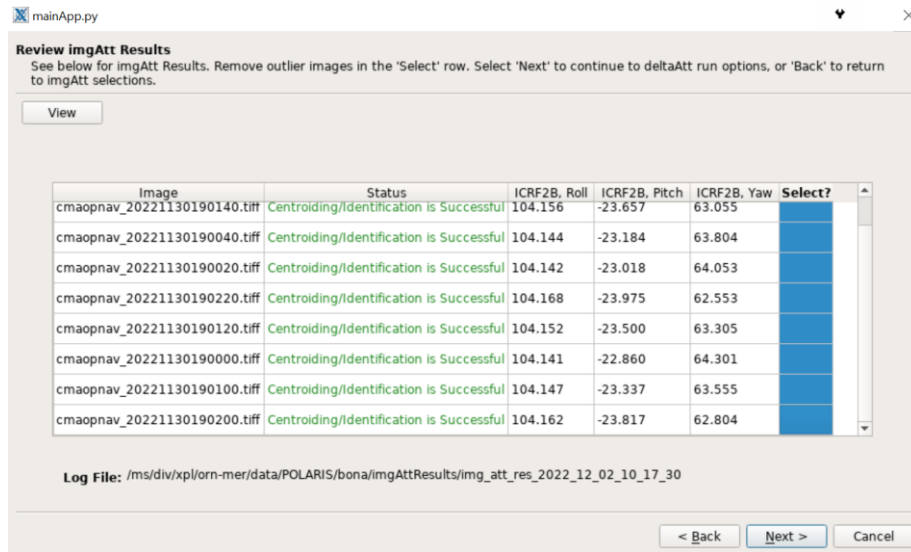 mainApp.py
Review imgAtt Results
See below for imgAtt Results. Remove outlier images in the 'Select' row. Select 'Next' to continue to deltaAtt run options, or 'Back' to return
to imgAtt selections.
View
Image Status ICRF2B, Roll ICRF2B, Pitch ICRF2B, Yaw Select?
cmaopnav_20221130190140.tiff Centroiding/Identification is Successful 104.156 -23.657 63.055
cmaopnav_20221130190040.tiff Centroiding/Identification is Successful 104.144 -23.184 63.804
cmaopnav_20221130190020.tiff Centroiding/Identification is Successful 104.142 -23.018 64.053
cmaopnav_20221130190220.tiff Centroiding/Identification is Successful 104.168 -23.975 62.553
cmaopnav_20221130190120.tiff Centroiding/Identification is Successful 104.152 -23.500 63.305
cmaopnav_20221130190000.tiff Centroiding/Identification is Successful 104.141 -22.860 64.301
cmaopnav_20221130190100.tiff Centroiding/Identification is Successful 104.147 -23.337 63.555
cmaopnav_20221130190200.tiff Centroiding/Identification is Successful 104.162 -23.817 62.804
Log File: /ms/div/xpl/orn-mer/data/POLARIS/bona/imgAttResults/img_att_res_2022_12_02_10_17_30
< Back Next > Cancel